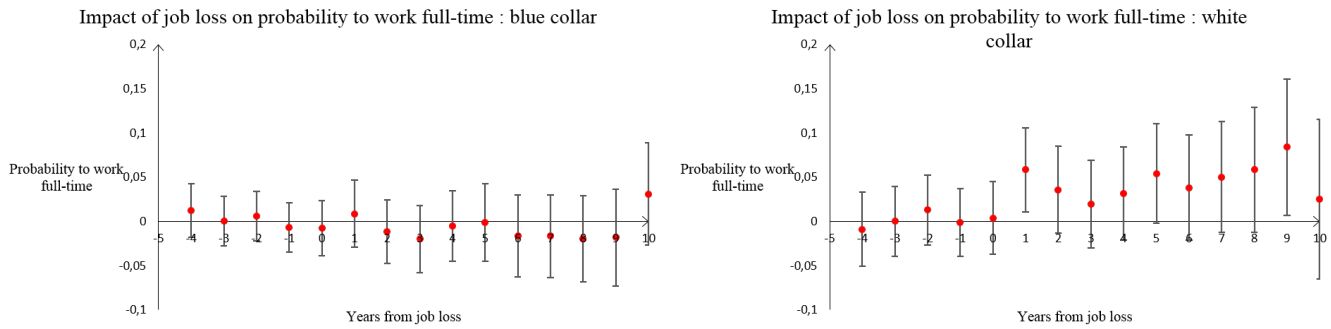 Impact of job loss on probability to work full-time : blue collar
0,2
0,15
0,1
Probability to work
full-time
0,05
0
-0,05
-0,1
-5 -4 -3 -2 -1 0 1 2 3 4 5 6 7 8 9 10
Years from job loss
Impact of job loss on probability to work full-time : white
collar
0,2
0,15
0,1
Probability to work
full-time
0,05
0
-0,05
-0,1
-5 -4 -3 -2 -1 0 1 2 3 4 5 6 7 8 9 10
Years from job loss